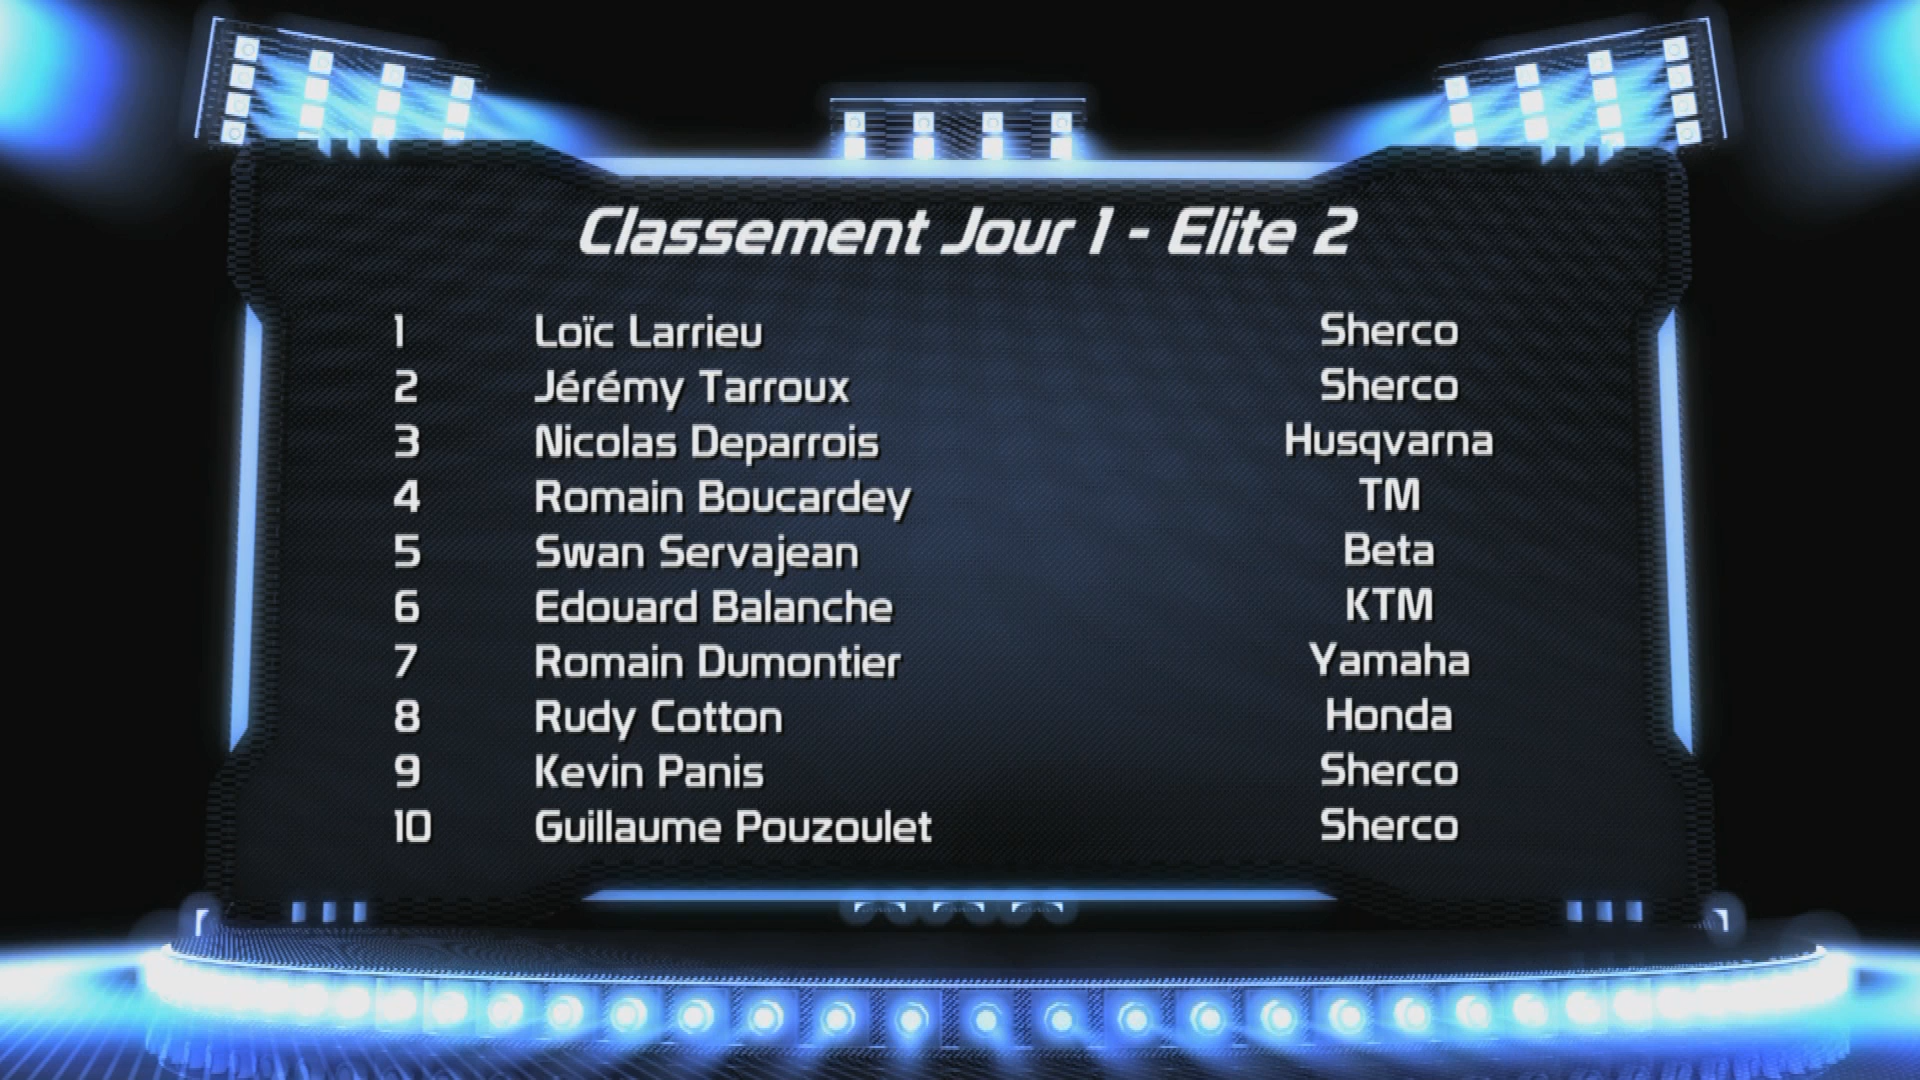 Classement Jour 1 - Elite 2
1 Loïc Larrieu Sherco
2 Jérémy Tarroux Sherco
3 Nicolas Deparrois Husqvarna
4 Romain Boucardey TM
5 Swan Servajean Beta
6 Edouard Balanche KTM
7 Romain Dumontier Yamaha
8 Rudy Cotton Honda
9 Kevin Panis Sherco
10 Guillaume Pouzoulet Sherco